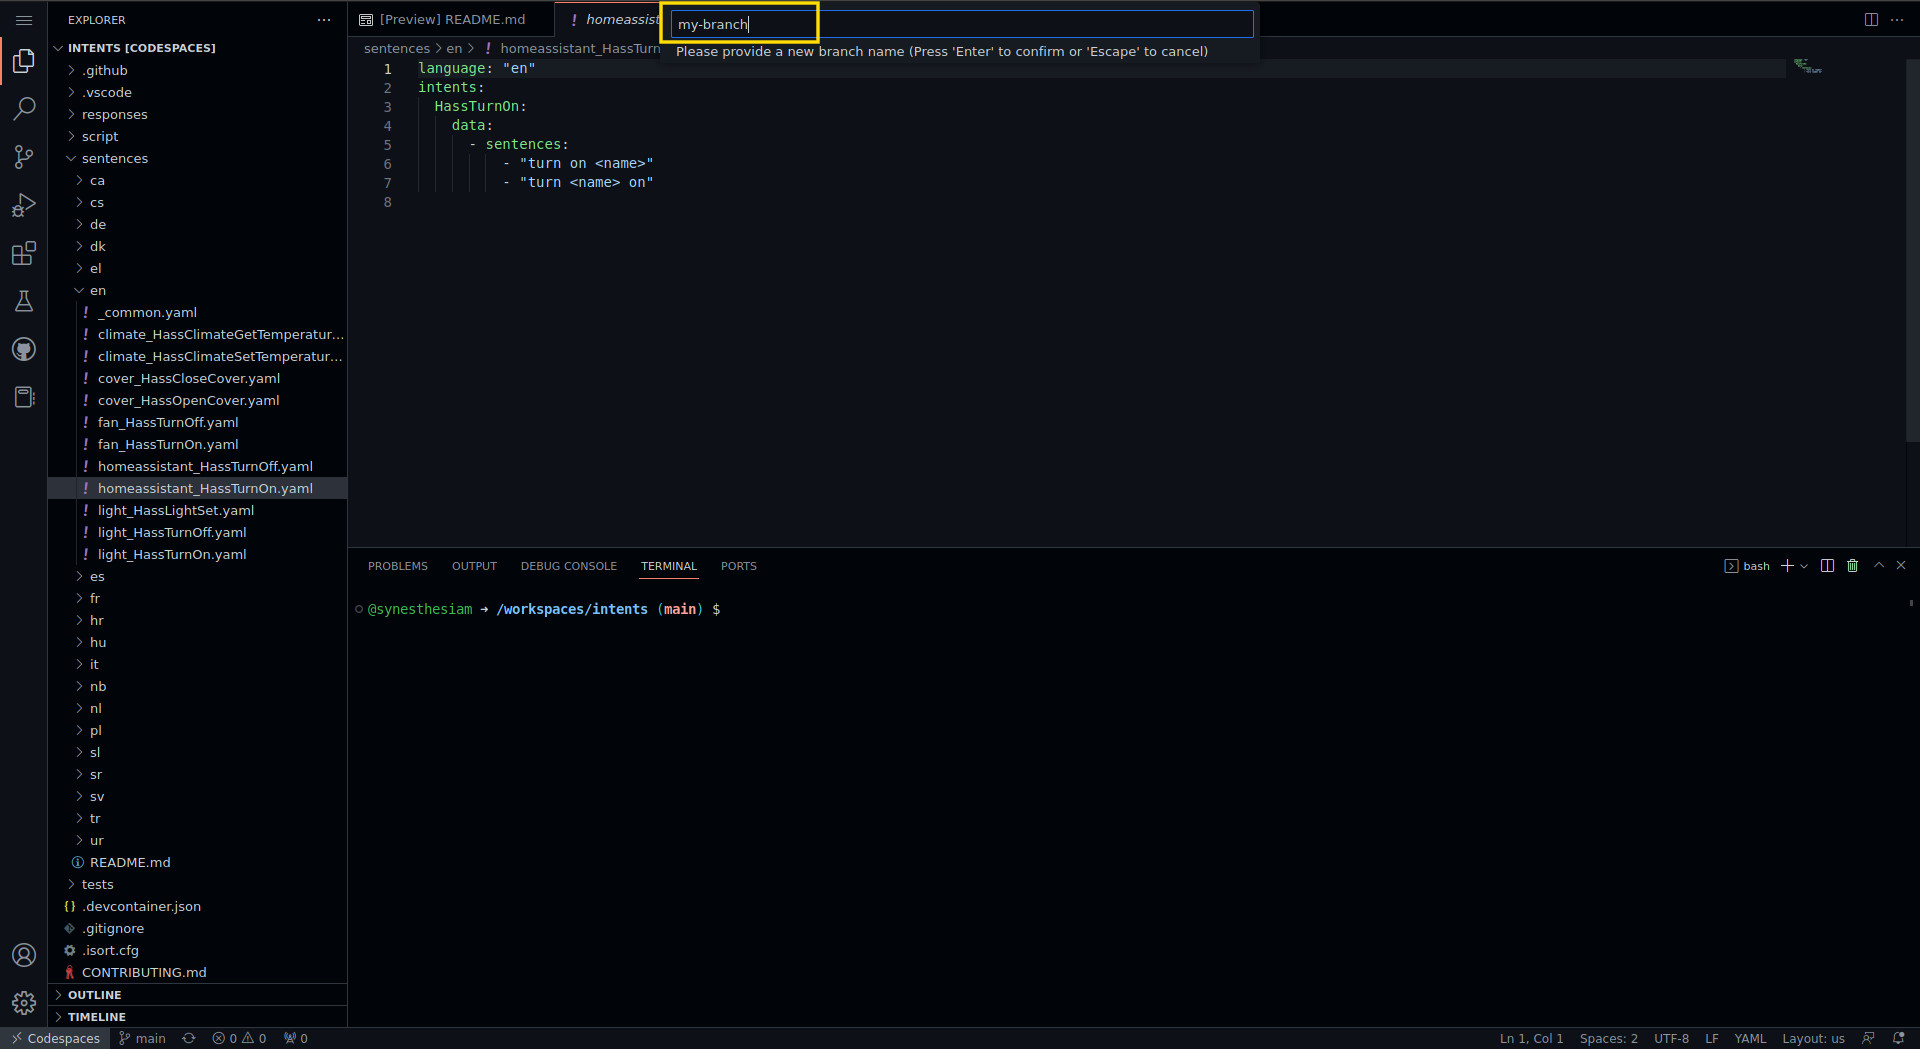 EXPLORER
INTENTS [CODESPACES]
.github
.vscode
responses
script
sentences
ca
cs
de
dk
el
en
_common.yaml
climate_HassClimateGetTemperatur...
climate_HassClimateSetTemperatur...
cover_HassCloseCover.yaml
cover_HassOpenCover.yaml
fan_HassTurnOff.yaml
fan_HassTurnOn.yaml
homeassistant_HassTurnOff.yaml
homeassistant_HassTurnOn.yaml
light_HassLightSet.yaml
light_HassTurnOff.yaml
light_HassTurnOn.yaml
es
fr
hr
hu
it
nb
nl
pl
sl
sr
sv
tr
ur
README.md
tests
.devcontainer.json
.gitignore
.isort.cfg
CONTRIBUTING.md
OUTLINE
TIMELINE
[Preview] README.md
! homeassist
my-branch
Please provide a new branch name (Press 'Enter' to confirm or 'Escape' to cancel)
sentences > en > ! homeassistant_HassTurn
1 language: "en"
2 intents:
3 HassTurnOn:
4 data:
5 - sentences:
6 - "turn on <name>"
7 - "turn <name> on"
8
PROBLEMS OUTPUT DEBUG CONSOLE TERMINAL PORTS
bash
@synesthesiam → /workspaces/intents (main) $
Codespaces main 0 0 0
Ln 1, Col 1 Spaces: 2 UTF-8 LF YAML Layout: us